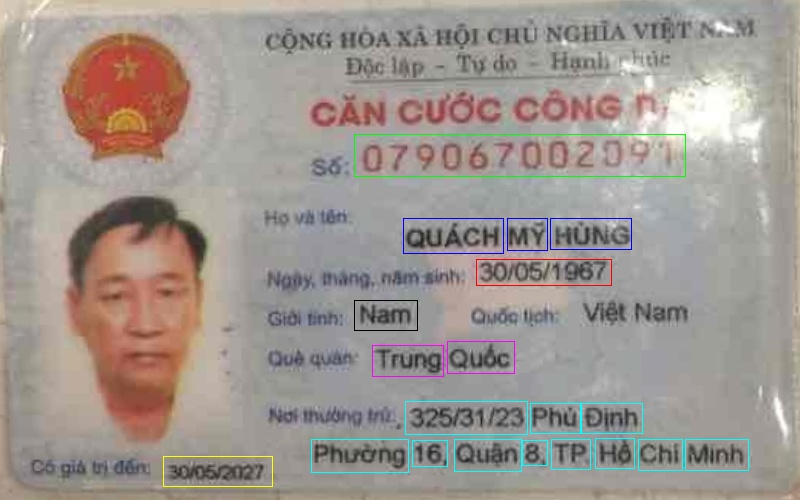 CỘNG HÒA XÃ HỘI CHỦ NGHĨA VIỆT NAM
Độc lập - Tự do - Hạnh phúc
CĂN CƯỚC CÔNG
Số: 079067002091
Họ và tên:
QUÁCH MỸ HÙNG
Ngày, tháng, năm sinh: 30/05/1967
Giới tính: Nam Quốc tịch: Việt Nam
Quê quán: Trung Quốc
Nơi thường trú: 325/31/23 Phú Định
Phường 16, Quận 8, TP. Hồ Chí Minh
Có giá trị đến: 30/05/2027